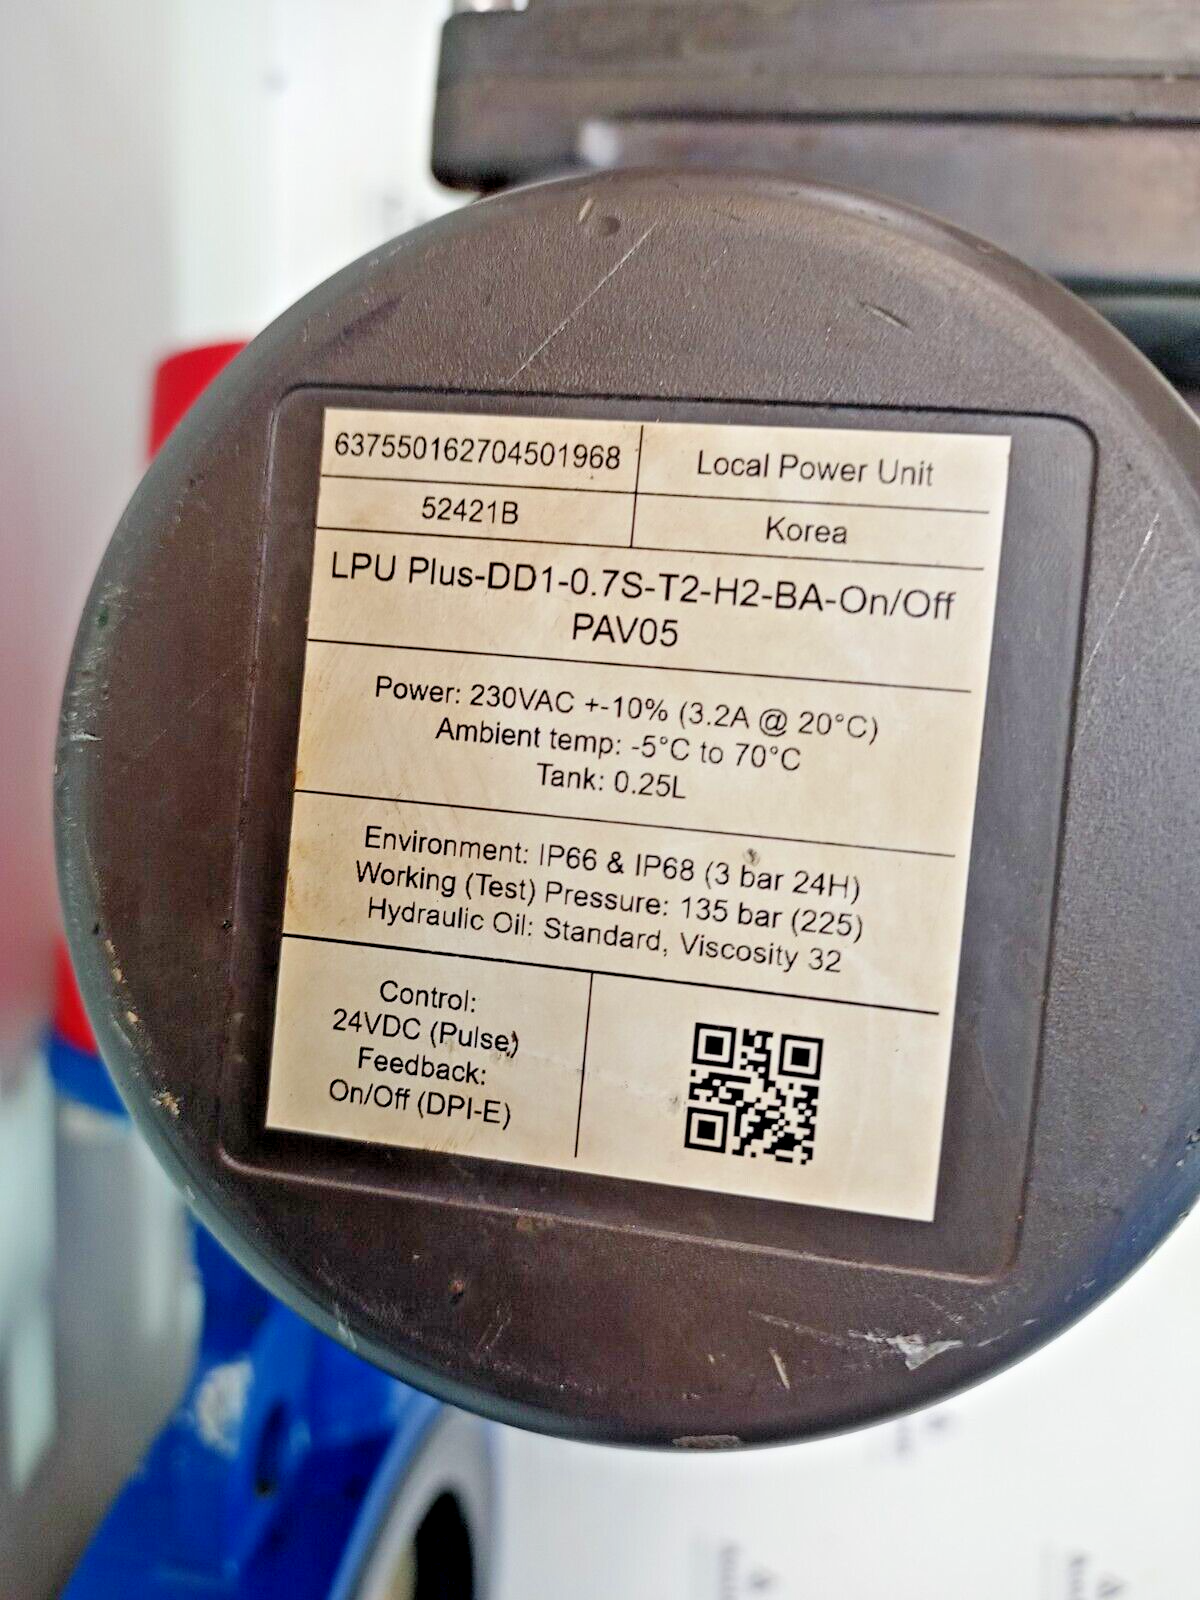 637550162704501968
Local Power Unit
52421B
Korea
LPU Plus-DD1-0.7S-T2-H2-BA-On/Off
PAV05
Power: 230VAC +-10% (3.2A @ 20°C)
Ambient temp: -5°C to 70°C
Tank: 0.25L
Environment: IP66 & IP68 (3 bar 24H)
Working (Test) Pressure: 135 bar (225)
Hydraulic Oil: Standard, Viscosity 32
Control:
24VDC (Pulse)
Feedback:
On/Off (DPI-E)